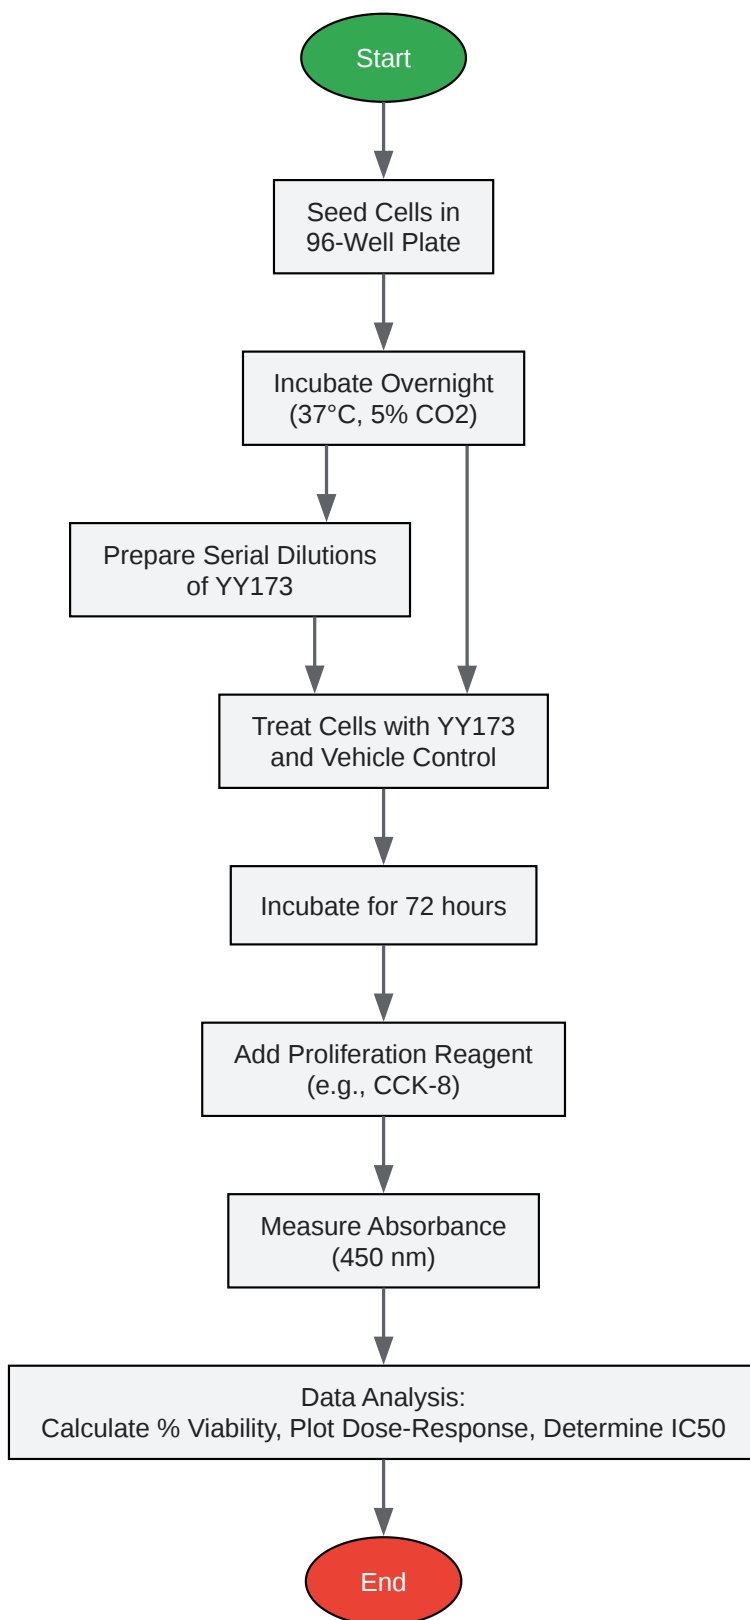 Start
Seed Cells in
96-Well Plate
Incubate Overnight
(37°C, 5% CO2)
Prepare Serial Dilutions
of YY173
Treat Cells with YY173
and Vehicle Control
Incubate for 72 hours
Add Proliferation Reagent
(e.g., CCK-8)
Measure Absorbance
(450 nm)
Data Analysis:
Calculate % Viability, Plot Dose-Response, Determine IC50
End